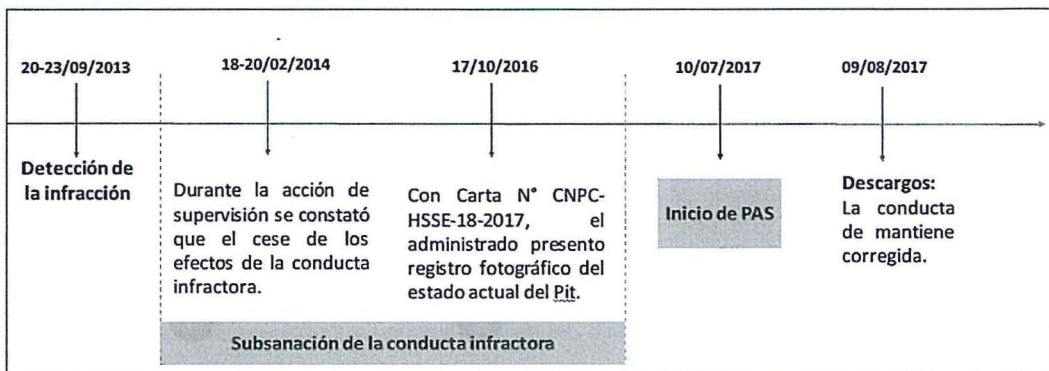 20-23/09/2013
18-20/02/2014
17/10/2016
10/07/2017
09/08/2017
Detección de
la infracción
Durante la acción de
supervisión se constató
que el cese de los
efectos de la conducta
infractora.
Con Carta N° CNPC-
HSSE-18-2017, el
administrado presento
registro fotográfico del
estado actual del Pit.
Inicio de PAS
Descargos:
La conducta
de mantiene
corregida.
Subsanación de la conducta infractora